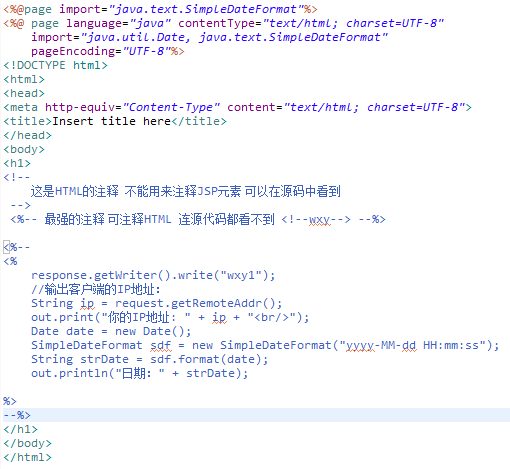 <%@page import="java.text.SimpleDateFormat"%>
<%@ page language="java" contentType="text/html; charset=UTF-8"
    import="java.util.Date, java.text.SimpleDateFormat"
    pageEncoding="UTF-8"%>
<!DOCTYPE html>
<html>
<head>
<meta http-equiv="Content-Type" content="text/html; charset=UTF-8">
<title>Insert title here</title>
</head>
<body>
<h1>
<!--
    这是HTML的注释 不能用来注释JSP元素 可以在源码中看到
 -->
 <%-- 最强的注释 可注释HTML 连源代码都看不到 <!--wxy--> --%>
<%--
<%
    response.getWriter().write("wxy1");
    //输出客户端的IP地址:
    String ip = request.getRemoteAddr();
    out.print("你的IP地址: " + ip + "<br/>");
    Date date = new Date();
    SimpleDateFormat sdf = new SimpleDateFormat("yyyy-MM-dd HH:mm:ss");
    String strDate = sdf.format(date);
    out.println("日期: " + strDate);
%>
--%>
</h1>
</body>
</html>